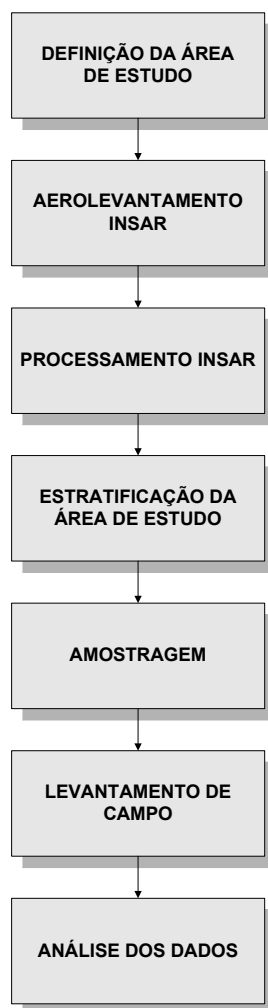 DEFINIÇÃO DA ÁREA
DE ESTUDO
AEROLEVANTAMENTO
INSAR
PROCESSAMENTO INSAR
ESTRATIFICAÇÃO DA
ÁREA DE ESTUDO
AMOSTRAGEM
LEVANTAMENTO DE
CAMPO
ANÁLISE DOS DADOS